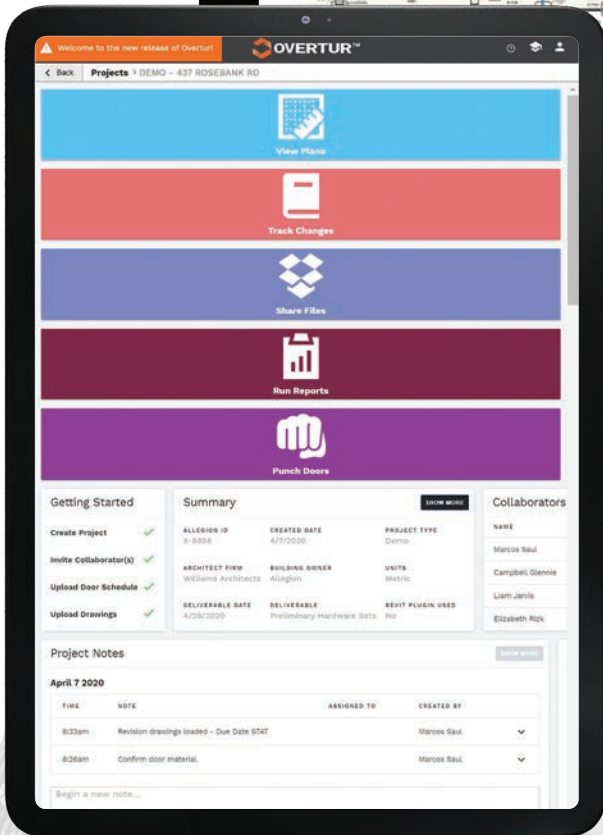 Welcome to the new release of Overtur!
OVERTUR™
Back Projects › DEMO - 437 ROSEBANK RD
View Plans
Track Changes
Share Files
Run Reports
Punch Doors
Getting Started
Create Project
Invite Collaborator(s)
Upload Door Schedule
Upload Drawings
Summary
SHOW MORE
ALLEGION ID CREATED DATE PROJECT TYPE
X-8858 4/7/2020 Demo
ARCHITECT FIRM BUILDING OWNER UNITS
Williams Architects Allegion Metric
DELIVERABLE DATE DELIVERABLE REVIT PLUGIN USED
4/28/2020 Preliminary Hardware Sets No
Collaborators
NAME
Marcos Saul
Campbell Glennie
Liam Jarvis
Elizabeth Rizk
Project Notes
SHOW MORE
April 7 2020
TIME NOTE ASSIGNED TO CREATED BY
8:33am Revision drawings loaded - Due Date STAT Marcos Saul
8:26am Confirm door material. Marcos Saul
Begin a new note...